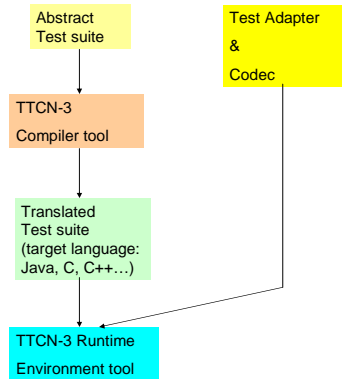 Abstract
Test suite
Test Adapter
&
Codec
TTCN-3
Compiler tool
Translated
Test suite
(target language:
Java, C, C++…)
TTCN-3 Runtime
Environment tool